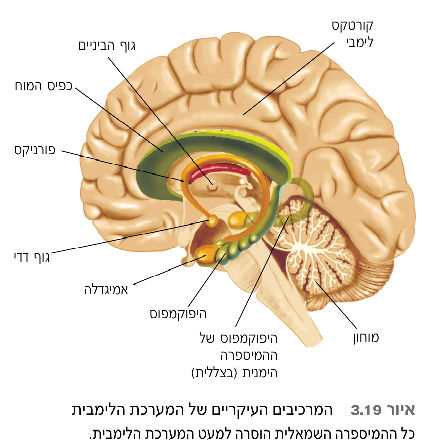 קורטקס
לימבי
גוף הביניים
כפיס המוח
פורניקס
גוף דדי
אמיגדלה
היפוקמפוס
היפוקמפוס של
ההמיספרה
הימנית (בצללית)
מוחון
איור 3.19 המרכיבים העיקריים של המערכת הלימבית
כל ההמיספרה השמאלית הוסרה למעט המערכת הלימבית.